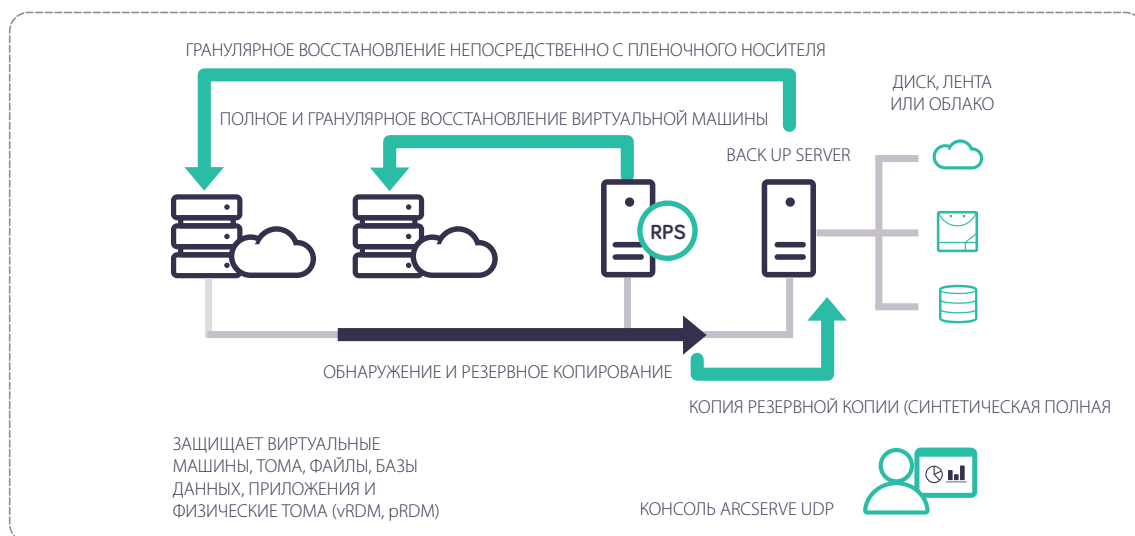 ГРАНУЛЯРНОЕ ВОССТАНОВЛЕНИЕ НЕПОСРЕДСТВЕННО С ПЛЕНОЧНОГО НОСИТЕЛЯ
ДИСК, ЛЕНТА
ИЛИ ОБЛАКО
ПОЛНОЕ И ГРАНУЛЯРНОЕ ВОССТАНОВЛЕНИЕ ВИРТУАЛЬНОЙ МАШИНЫ
BACK UP SERVER
RPS
ОБНАРУЖЕНИЕ И РЕЗЕРВНОЕ КОПИРОВАНИЕ
КОПИЯ РЕЗЕРВНОЙ КОПИИ (СИНТЕТИЧЕСКАЯ ПОЛНАЯ
ЗАЩИЩАЕТ ВИРТУАЛЬНЫЕ
МАШИНЫ, ТОМА, ФАЙЛЫ, БАЗЫ
ДАННЫХ, ПРИЛОЖЕНИЯ И
ФИЗИЧЕСКИЕ ТОМА (vRDM, pRDM)
КОНСОЛЬ ARCSERVE UDP